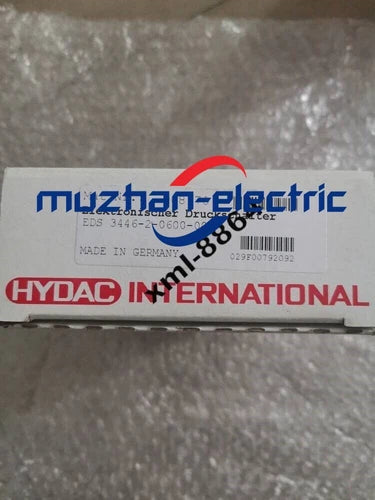 muzhan-electric
Elektronischer Druckschalter
EDS 3446-2-0600-00
MADE IN GERMANY
029F00792092
xml-886
HYDAC INTERNATIONAL